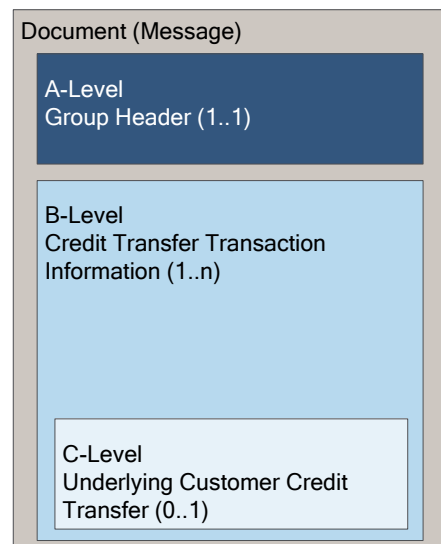 Document (Message)
A-Level
Group Header (1..1)
B-Level
Credit Transfer Transaction
Information (1..n)
C-Level
Underlying Customer Credit
Transfer (0..1)